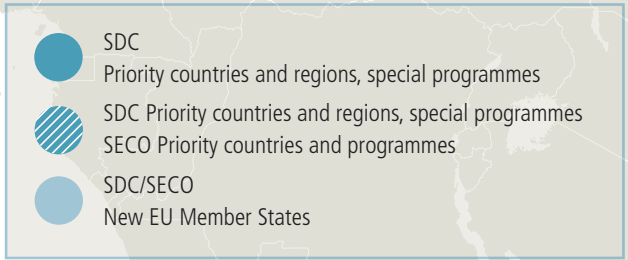 SDC
Priority countries and regions, special programmes
SDC Priority countries and regions, special programmes
SECO Priority countries and programmes
SDC/SECO
New EU Member States